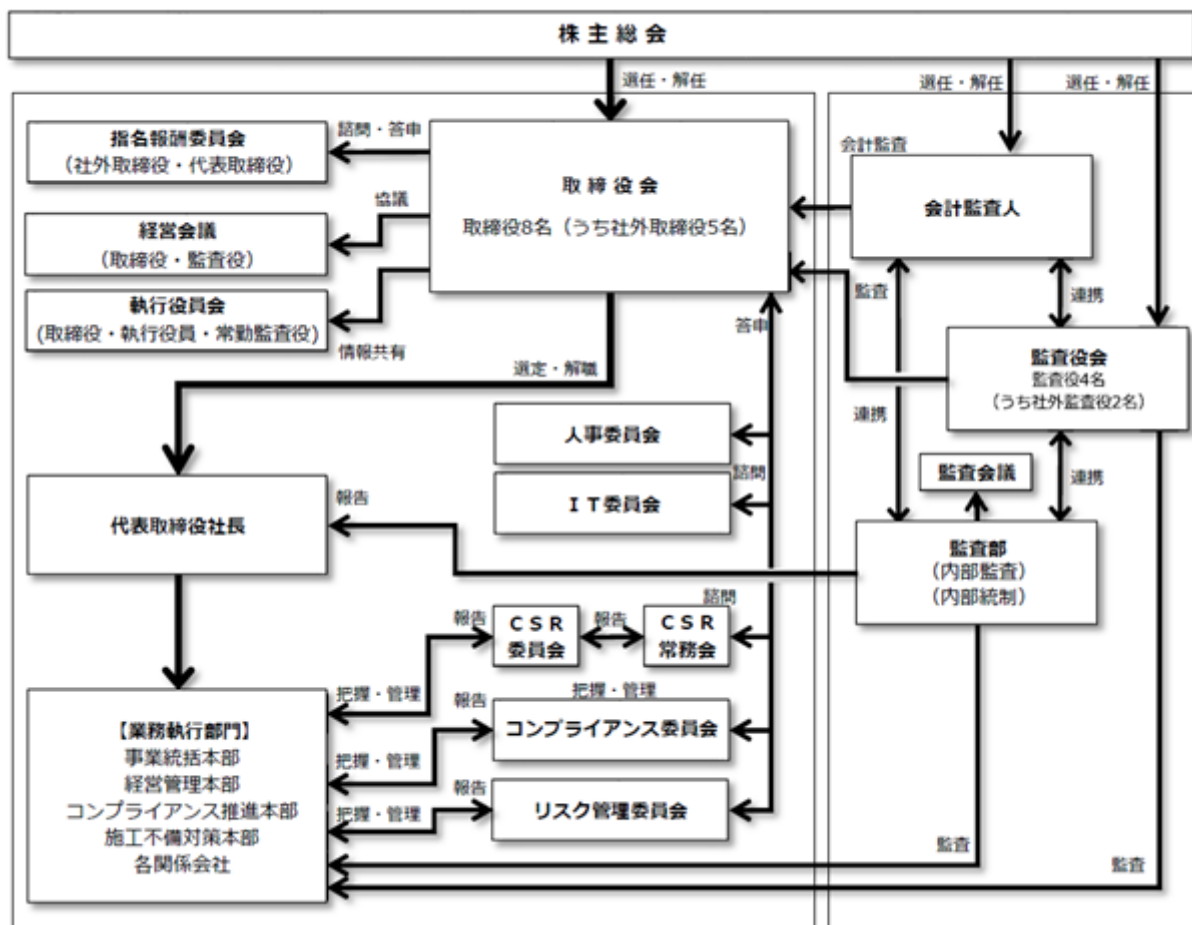 株主総会
選任・解任
選任・解任
選任・解任
指名報酬委員会
（社外取締役・代表取締役）
諮問・答申
取締役会
取締役8名（うち社外取締役5名）
会計監査
会計監査人
協議
経営会議
（取締役・監査役）
執行役員会
(取締役・執行役員・常勤監査役)
情報共有
監査
連携
答申
監査役会
監査役4名
（うち社外監査役2名）
選定・解職
人事委員会
連携
諮問
ＩＴ委員会
監査会議
連携
代表取締役社長
報告
監査部
（内部監査）
（内部統制）
諮問
報告
ＣＳＲ
委員会
報告
ＣＳＲ
常務会
把握・管理
把握・管理
報告
コンプライアンス委員会
把握・管理
報告
リスク管理委員会
把握・管理
【業務執行部門】
事業統括本部
経営管理本部
コンプライアンス推進本部
施工不備対策本部
各関係会社
監査
監査